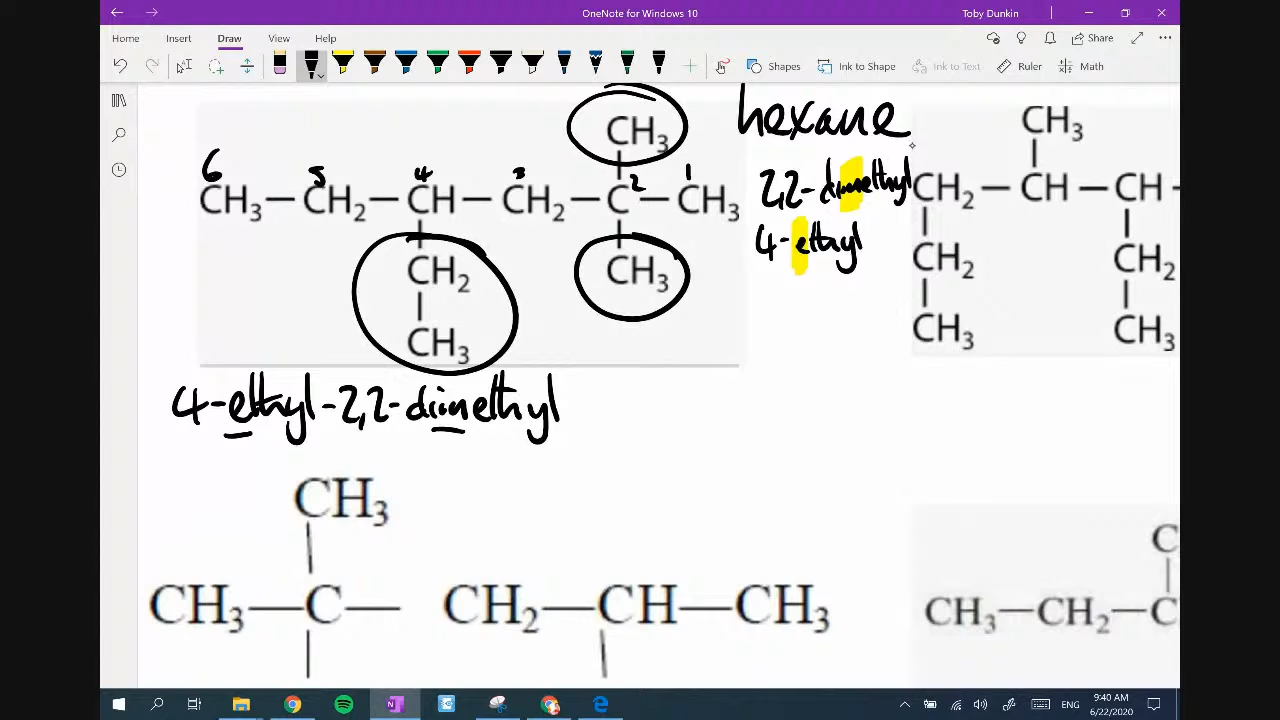 OneNote for Windows 10
Toby Dunkin
Home
Insert
Draw
View
Help
Share
Shapes
Ink to Shape
Ink to Text
Ruler
Math
hexane
2,2-dimethyl
4-ethyl
CH3
6 5 4 3 2 1
CH3—CH2—CH—CH2—C—CH3
CH2
CH3
CH3
4-ethyl-2,2-dimethyl
CH3
CH2—CH—CH—
CH2
CH2
CH3
CH3
CH3
CH3—C—
CH2—CH—CH3
C
CH3—CH2—C
ENG
9:40 AM
6/22/2020